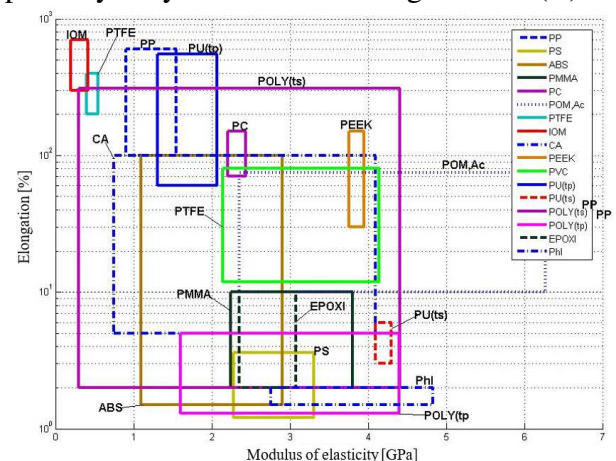 IOM
PTFE
PP
PU(tp)
POLY(ts)
CA
PC
PEEK
POM,Ac
PTFE
PMMA
EPOXI
PU(ts)
PS
Phl
ABS
POLY(tp
PP
PP
PP
PS
ABS
PMMA
PC
POM,Ac
PTFE
IOM
CA
PEEK
PVC
PU(tp)
PU(ts)
POLY(ts)
POLY(tp)
EPOXI
Phl
Elongation [%]
10³
10²
10¹
10⁰
0 1 2 3 4 5 6 7
Modulus of elasticity [GPa]